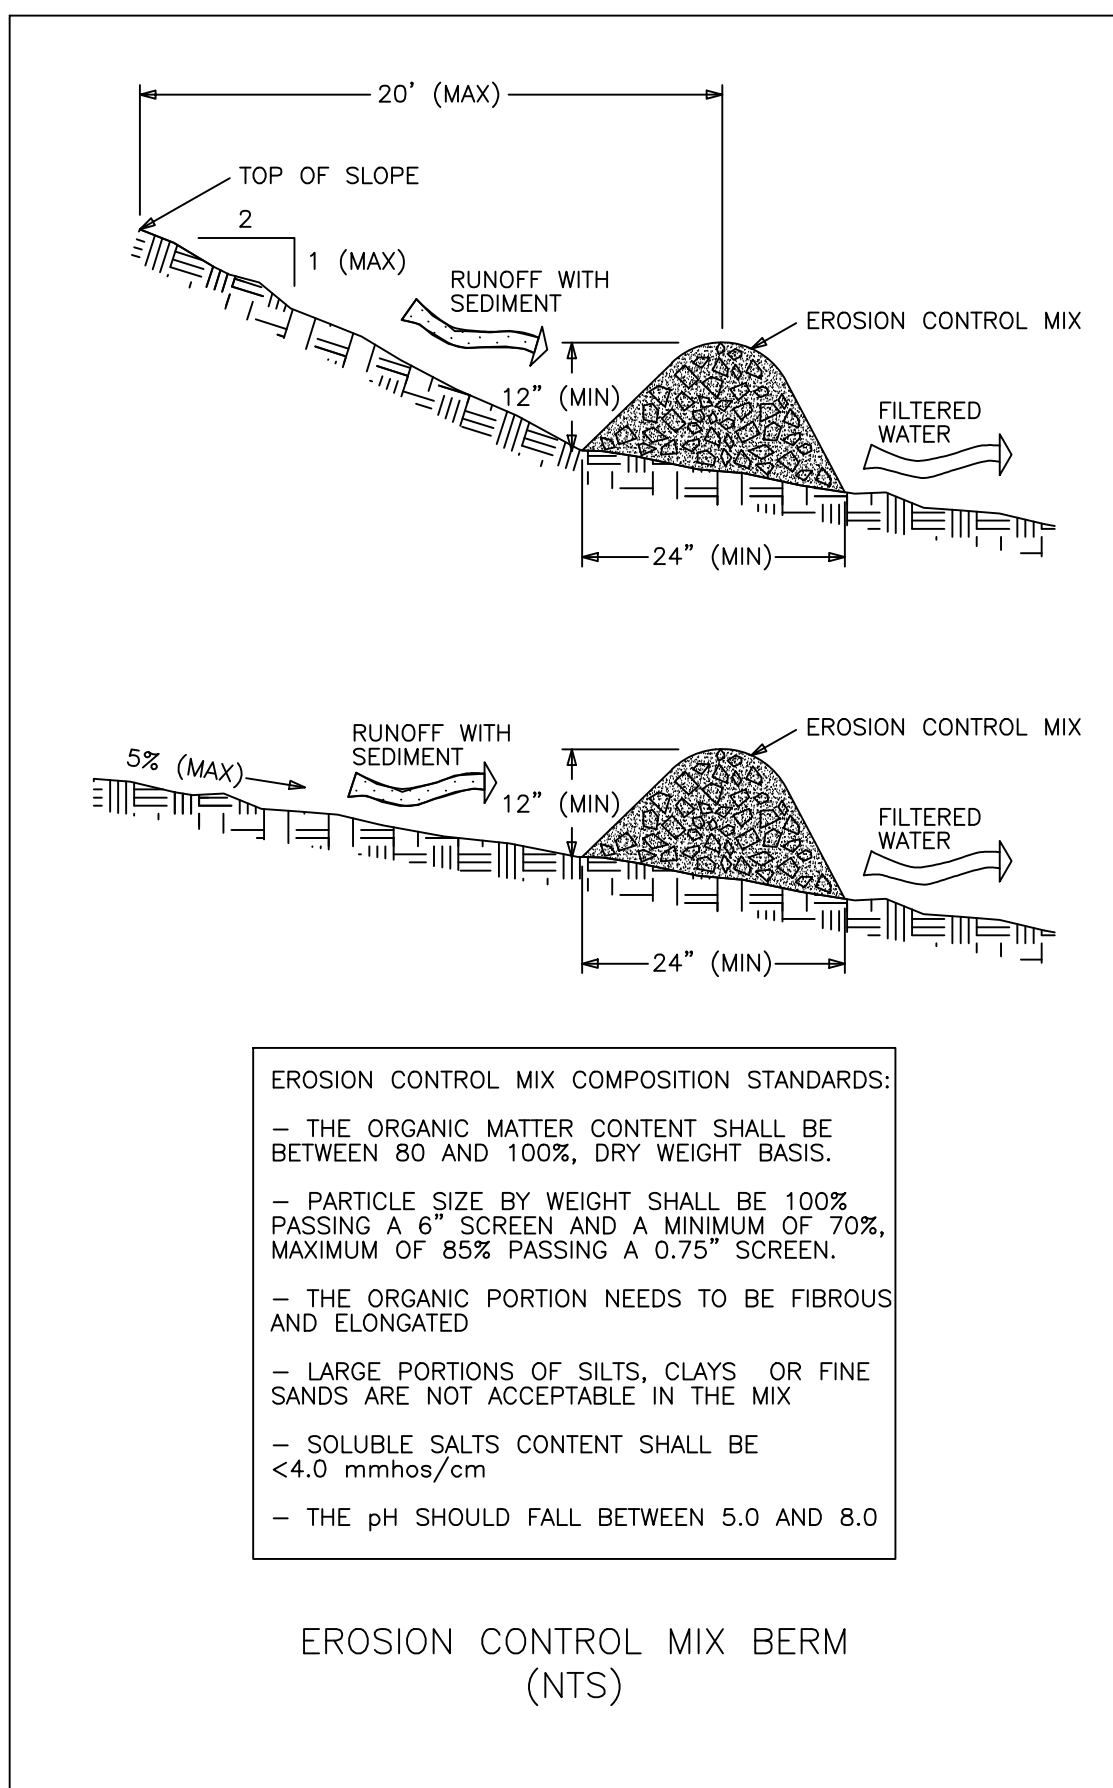 20' (MAX)
TOP OF SLOPE
2
1 (MAX)
RUNOFF WITH
SEDIMENT
EROSION CONTROL MIX
12" (MIN)
FILTERED
WATER
24" (MIN)
EROSION CONTROL MIX
RUNOFF WITH
SEDIMENT
5% (MAX)
12" (MIN)
FILTERED
WATER
24" (MIN)
EROSION CONTROL MIX COMPOSITION STANDARDS:
– THE ORGANIC MATTER CONTENT SHALL BE
BETWEEN 80 AND 100%, DRY WEIGHT BASIS.
– PARTICLE SIZE BY WEIGHT SHALL BE 100%
PASSING A 6" SCREEN AND A MINIMUM OF 70%,
MAXIMUM OF 85% PASSING A 0.75" SCREEN.
– THE ORGANIC PORTION NEEDS TO BE FIBROUS
AND ELONGATED
– LARGE PORTIONS OF SILTS, CLAYS  OR FINE
SANDS ARE NOT ACCEPTABLE IN THE MIX
– SOLUBLE SALTS CONTENT SHALL BE
<4.0 mmhos/cm
– THE pH SHOULD FALL BETWEEN 5.0 AND 8.0
EROSION CONTROL MIX BERM
(NTS)